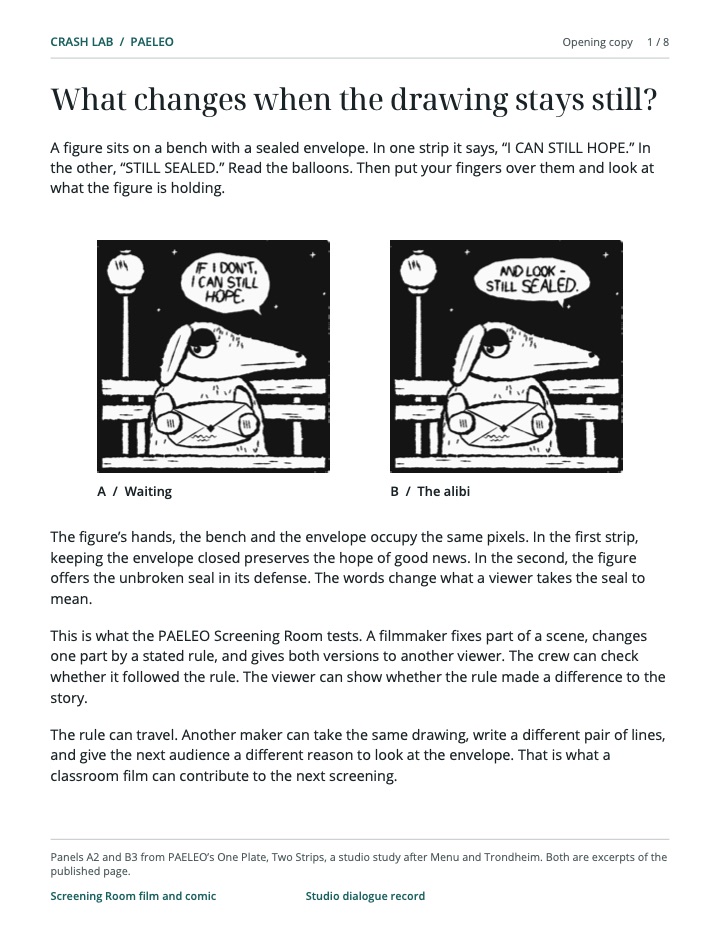 CRASH LAB / PAELEO
Opening copy 1 / 8
What changes when the drawing stays still?
A figure sits on a bench with a sealed envelope. In one strip it says, “I CAN STILL HOPE.” In
the other, “STILL SEALED.” Read the balloons. Then put your fingers over them and look at
what the figure is holding.
IF I DON'T,
I CAN STILL
HOPE.
AND LOOK –
STILL SEALED.
A / Waiting
B / The alibi
The figure’s hands, the bench and the envelope occupy the same pixels. In the first strip,
keeping the envelope closed preserves the hope of good news. In the second, the figure
offers the unbroken seal in its defense. The words change what a viewer takes the seal to
mean.
This is what the PAELEO Screening Room tests. A filmmaker fixes part of a scene, changes
one part by a stated rule, and gives both versions to another viewer. The crew can check
whether it followed the rule. The viewer can show whether the rule made a difference to the
story.
The rule can travel. Another maker can take the same drawing, write a different pair of lines,
and give the next audience a different reason to look at the envelope. That is what a
classroom film can contribute to the next screening.
Panels A2 and B3 from PAELEO’s One Plate, Two Strips, a studio study after Menu and Trondheim. Both are excerpts of the
published page.
Screening Room film and comic
Studio dialogue record